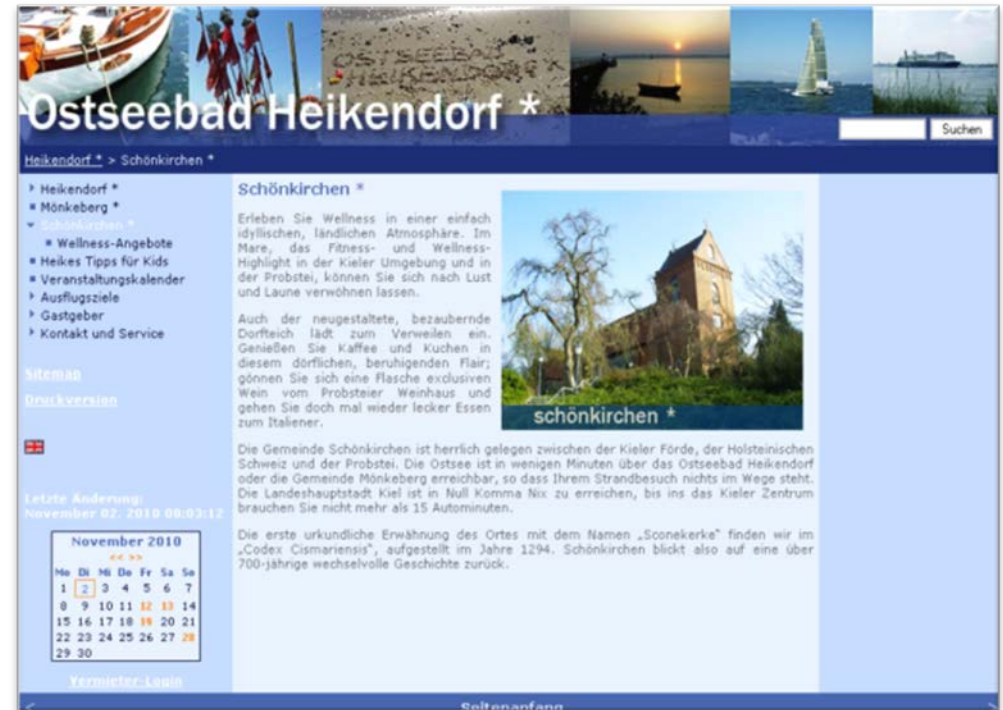 OSTSEEBAD
HEIKENDORF *
Ostseebad Heikendorf *
Suchen
Heikendorf * > Schönkirchen *
Heikendorf *
Mönkeberg *
Schönkirchen *
Wellness-Angebote
Heikes Tipps für Kids
Veranstaltungskalender
Ausflugsziele
Gastgeber
Kontakt und Service
Sitemap
Druckversion
Letzte Änderung:
November 02. 2010 08:03:12
November 2010
<< >>
Mo Di Mi Do Fr Sa So
1 2 3 4 5 6 7
8 9 10 11 12 13 14
15 16 17 18 19 20 21
22 23 24 25 26 27 28
29 30
Vermieter-Login
Schönkirchen *
Erleben Sie Wellness in einer einfach
idyllischen, ländlichen Atmosphäre. Im
Mare, das Fitness- und Wellness-
Highlight in der Kieler Umgebung und in
der Probstei, können Sie sich nach Lust
und Laune verwöhnen lassen.
Auch der neugestaltete, bezaubernde
Dorfteich lädt zum Verweilen ein.
Genießen Sie Kaffee und Kuchen in
diesem dörflichen, beruhigenden Flair;
gönnen Sie sich eine Flasche exclusiven
Wein vom Probsteier Weinhaus und
gehen Sie doch mal wieder lecker Essen
zum Italiener.
schönkirchen *
Die Gemeinde Schönkirchen ist herrlich gelegen zwischen der Kieler Förde, der Holsteinischen
Schweiz und der Probstei. Die Ostsee ist in wenigen Minuten über das Ostseebad Heikendorf
oder die Gemeinde Mönkeberg erreichbar, so dass Ihrem Strandbesuch nichts im Wege steht.
Die Landeshauptstadt Kiel ist in Null Komma Nix zu erreichen, bis ins das Kieler Zentrum
brauchen Sie nicht mehr als 15 Autominuten.
Die erste urkundliche Erwähnung des Ortes mit dem Namen „Sconekerke" finden wir im
„Codex Cismariensis", aufgestellt im Jahre 1294. Schönkirchen blickt also auf eine über
700-jährige wechselvolle Geschichte zurück.
< Seitenanfang >